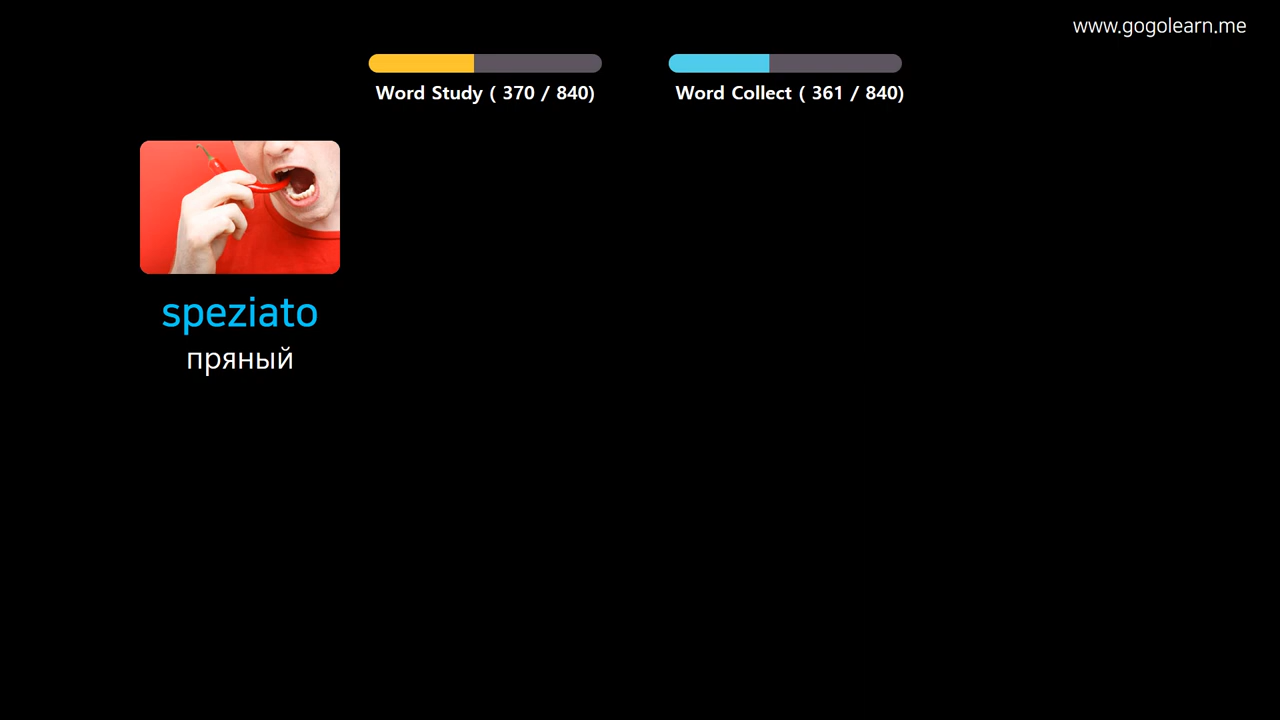 www.gogolearn.me
Word Study ( 370 / 840)
Word Collect ( 361 / 840)
speziato
пряный